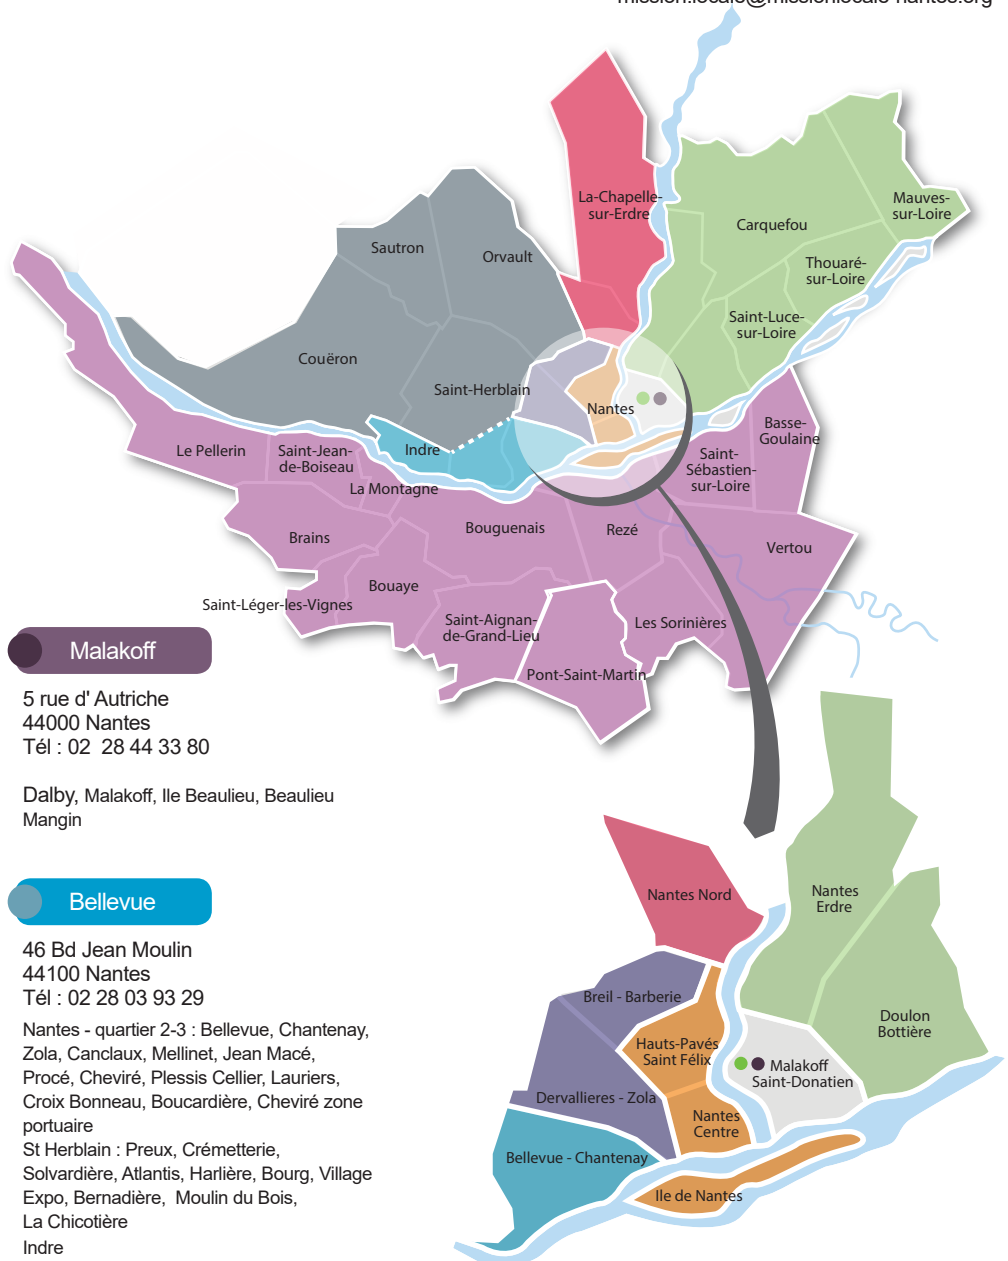 mission.locale@missionlocale-nantes.org
La-Chapelle-
sur-Erdre
Mauves-
sur-Loire
Carquefou
Sautron
Orvault
Thouaré-
sur-Loire
Saint-Luce-
sur-Loire
Couëron
Saint-Herblain
Nantes
Basse-
Goulaine
Le Pellerin
Saint-Jean-
de-Boiseau
Indre
Saint-
Sébastien-
sur-Loire
La Montagne
Brains
Bouguenais
Rezé
Vertou
Bouaye
Saint-Léger-les-Vignes
Saint-Aignan-
de-Grand-Lieu
Les Sorinières
Pont-Saint-Martin
Malakoff
5 rue d' Autriche
44000 Nantes
Tél : 02 28 44 33 80
Dalby, Malakoff, Ile Beaulieu, Beaulieu
Mangin
Bellevue
46 Bd Jean Moulin
44100 Nantes
Tél : 02 28 03 93 29
Nantes - quartier 2-3 : Bellevue, Chantenay,
Zola, Canclaux, Mellinet, Jean Macé,
Procé, Cheviré, Plessis Cellier, Lauriers,
Croix Bonneau, Boucardière, Cheviré zone
portuaire
St Herblain : Preux, Crémetterie,
Solvardière, Atlantis, Harlière, Bourg, Village
Expo, Bernadière, Moulin du Bois,
La Chicotière
Indre
Nantes Nord
Nantes
Erdre
Breil - Barberie
Doulon
Bottière
Hauts-Pavés
Saint Félix
Malakoff
Saint-Donatien
Dervallieres - Zola
Nantes
Centre
Bellevue - Chantenay
Ile de Nantes